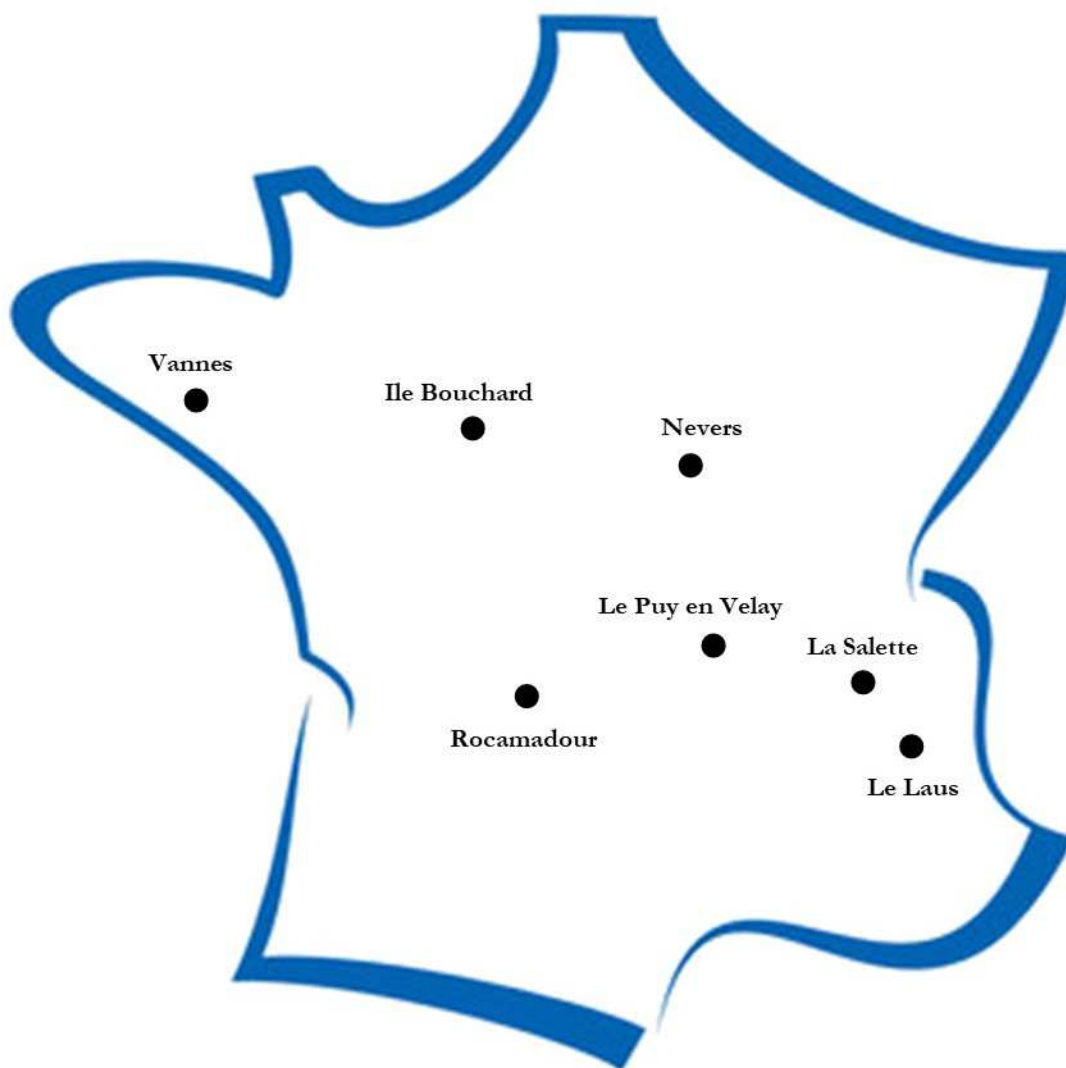 Vannes
Ile Bouchard
Nevers
Le Puy en Velay
La Salette
Rocamadour
Le Laus